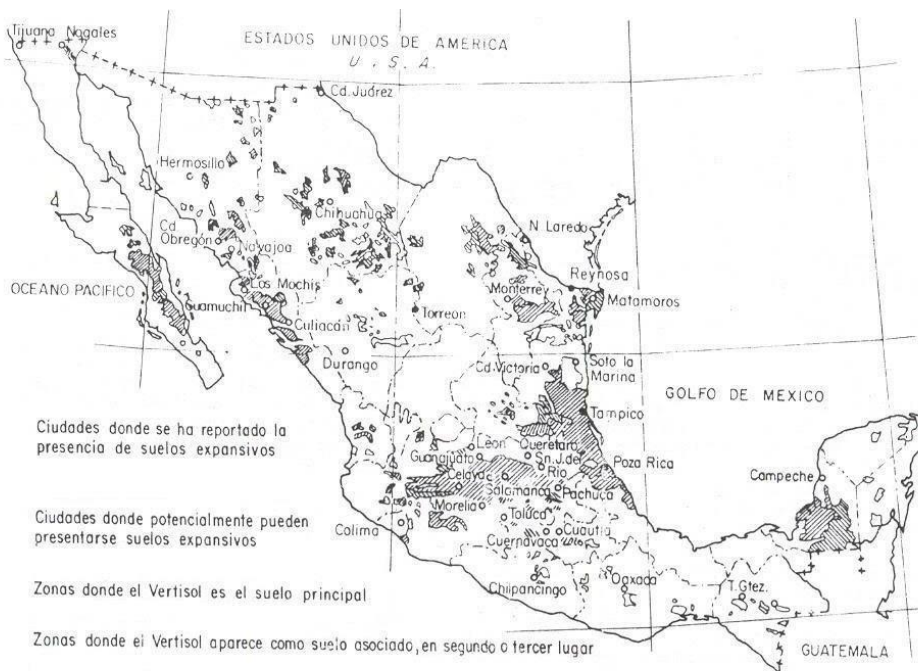 Tijuana
Nogales
ESTADOS UNIDOS DE AMERICA
U. S. A.
Cd. Juárez
Hermosillo
Chihuahua
Cd.
Obregón
Navajoa
N. Laredo
Reynosa
OCEANO PACIFICO
Los Mochis
Monterre
Matamoros
Guamuchil
Torreon
Culiacán
Durango
Cd. Victoria
Soto la
Marina
GOLFO DE MEXICO
Tampico
Ciudades donde se ha reportado la
presencia de suelos expansivos
León
Querétaro
Guanajuato
Sn. J. del
Rio
Poza Rica
Celaya
Salamanca
Pachuca
Campeche
Morelia
Toluca
Ciudades donde potencialmente pueden
presentarse suelos expansivos
Colima
Cuautla
Cuernavaca
Zonas donde el Vertisol es el suelo principal
Chilpancingo
Oaxaca
T. Gtez.
Zonas donde el Vertisol aparece como suelo asociado, en segundo o tercer lugar
GUATEMALA